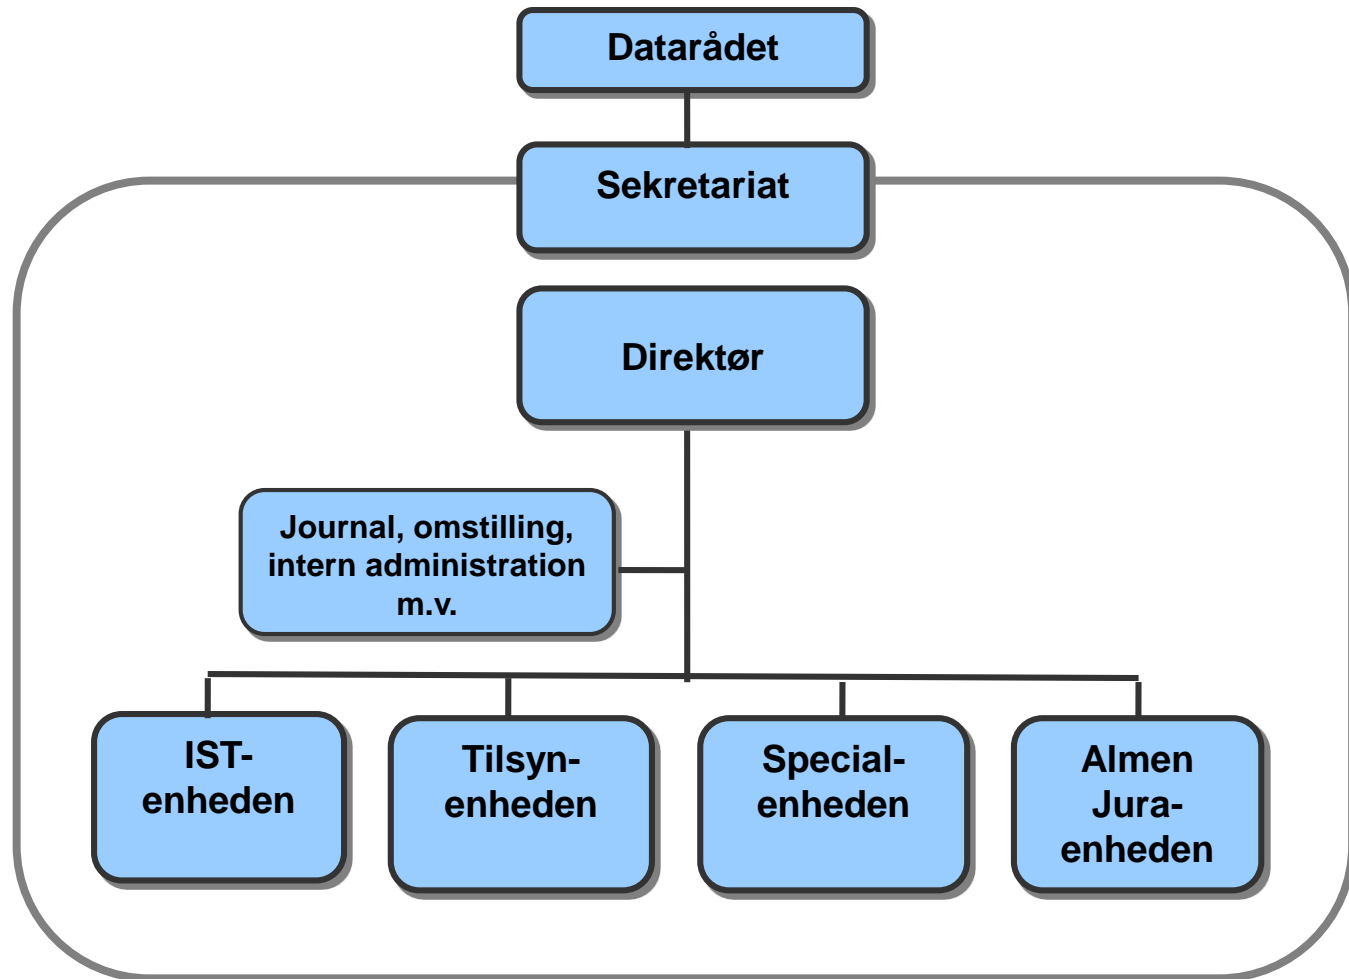 Datarådet
Sekretariat
Direktør
Journal, omstilling,
intern administration
m.v.
IST-
enheden
Tilsyn-
enheden
Special-
enheden
Almen
Jura-
enheden